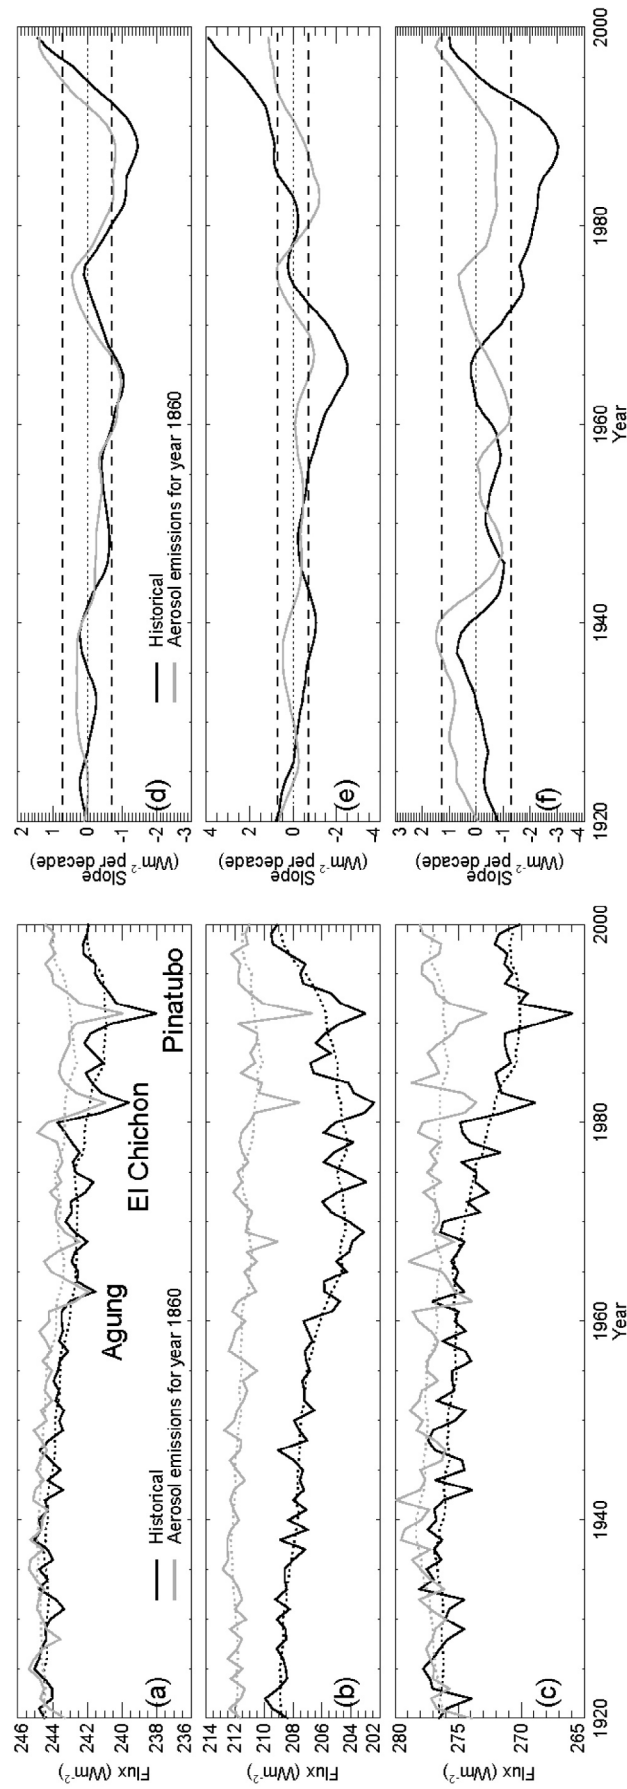 246
244
242
240
238
236
Flux (Wm⁻²)
(a)
Historical
Aerosol emissions for year 1860
Agung
El Chichon
Pinatubo
214
212
210
208
206
204
202
Flux (Wm⁻²)
(b)
280
275
270
265
Flux (Wm⁻²)
(c)
1920
1940
1960
1980
2000
Year
2
1
0
-1
-2
-3
Slope
(Wm⁻² per decade)
(d)
Historical
Aerosol emissions for year 1860
4
2
0
-2
-4
Slope
(Wm⁻² per decade)
(e)
3
2
1
0
-1
-2
-3
-4
Slope
(Wm⁻² per decade)
(f)
1920
1940
1960
1980
2000
Year